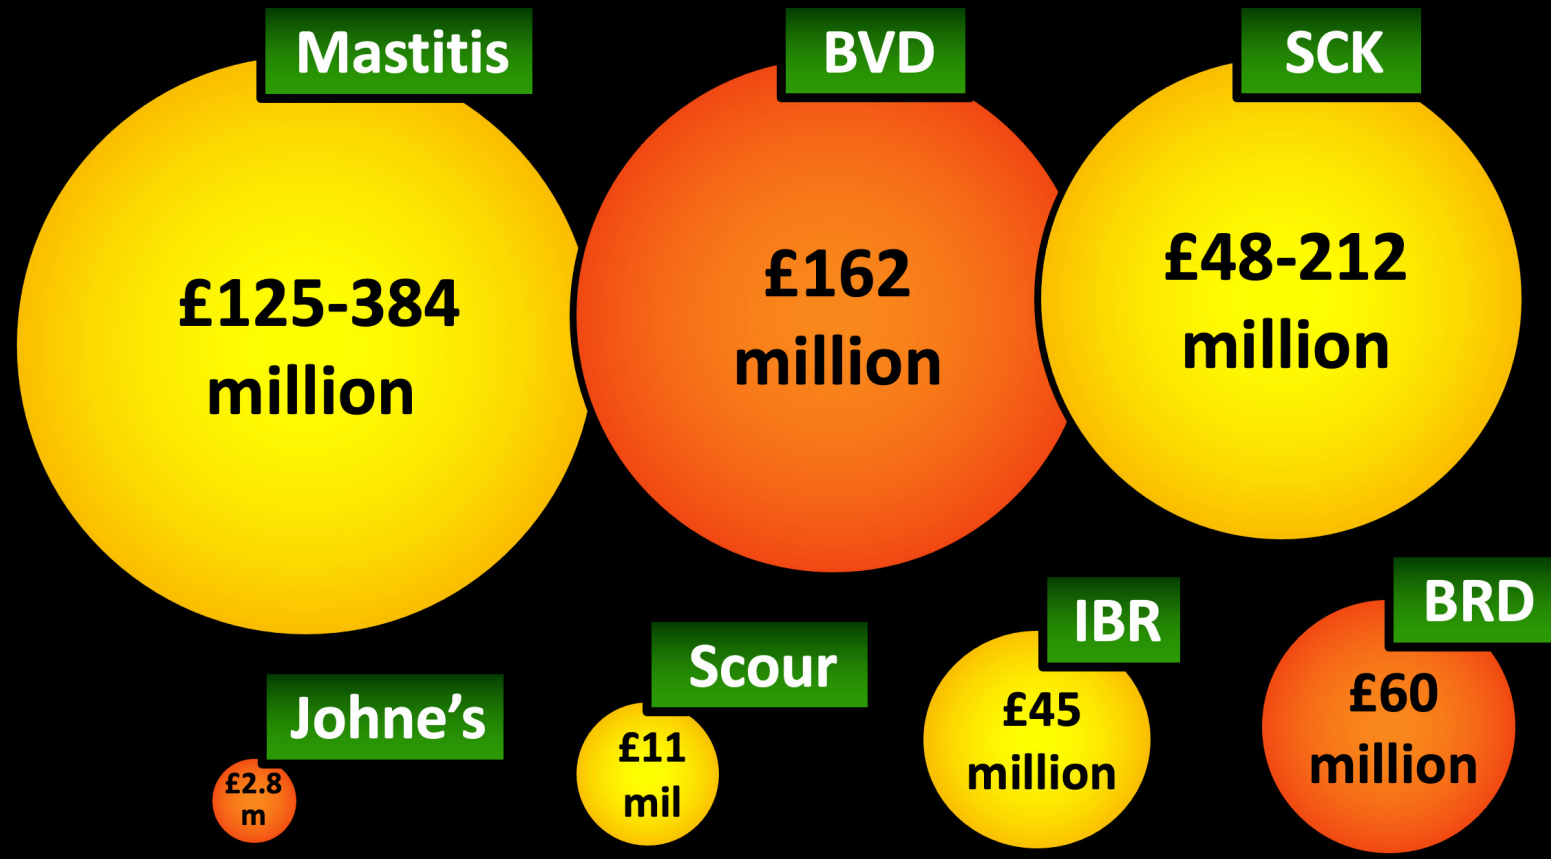 Mastitis
£125-384
million
BVD
£162
million
SCK
£48-212
million
Johne’s
£2.8
m
Scour
£11
mil
IBR
£45
million
BRD
£60
million